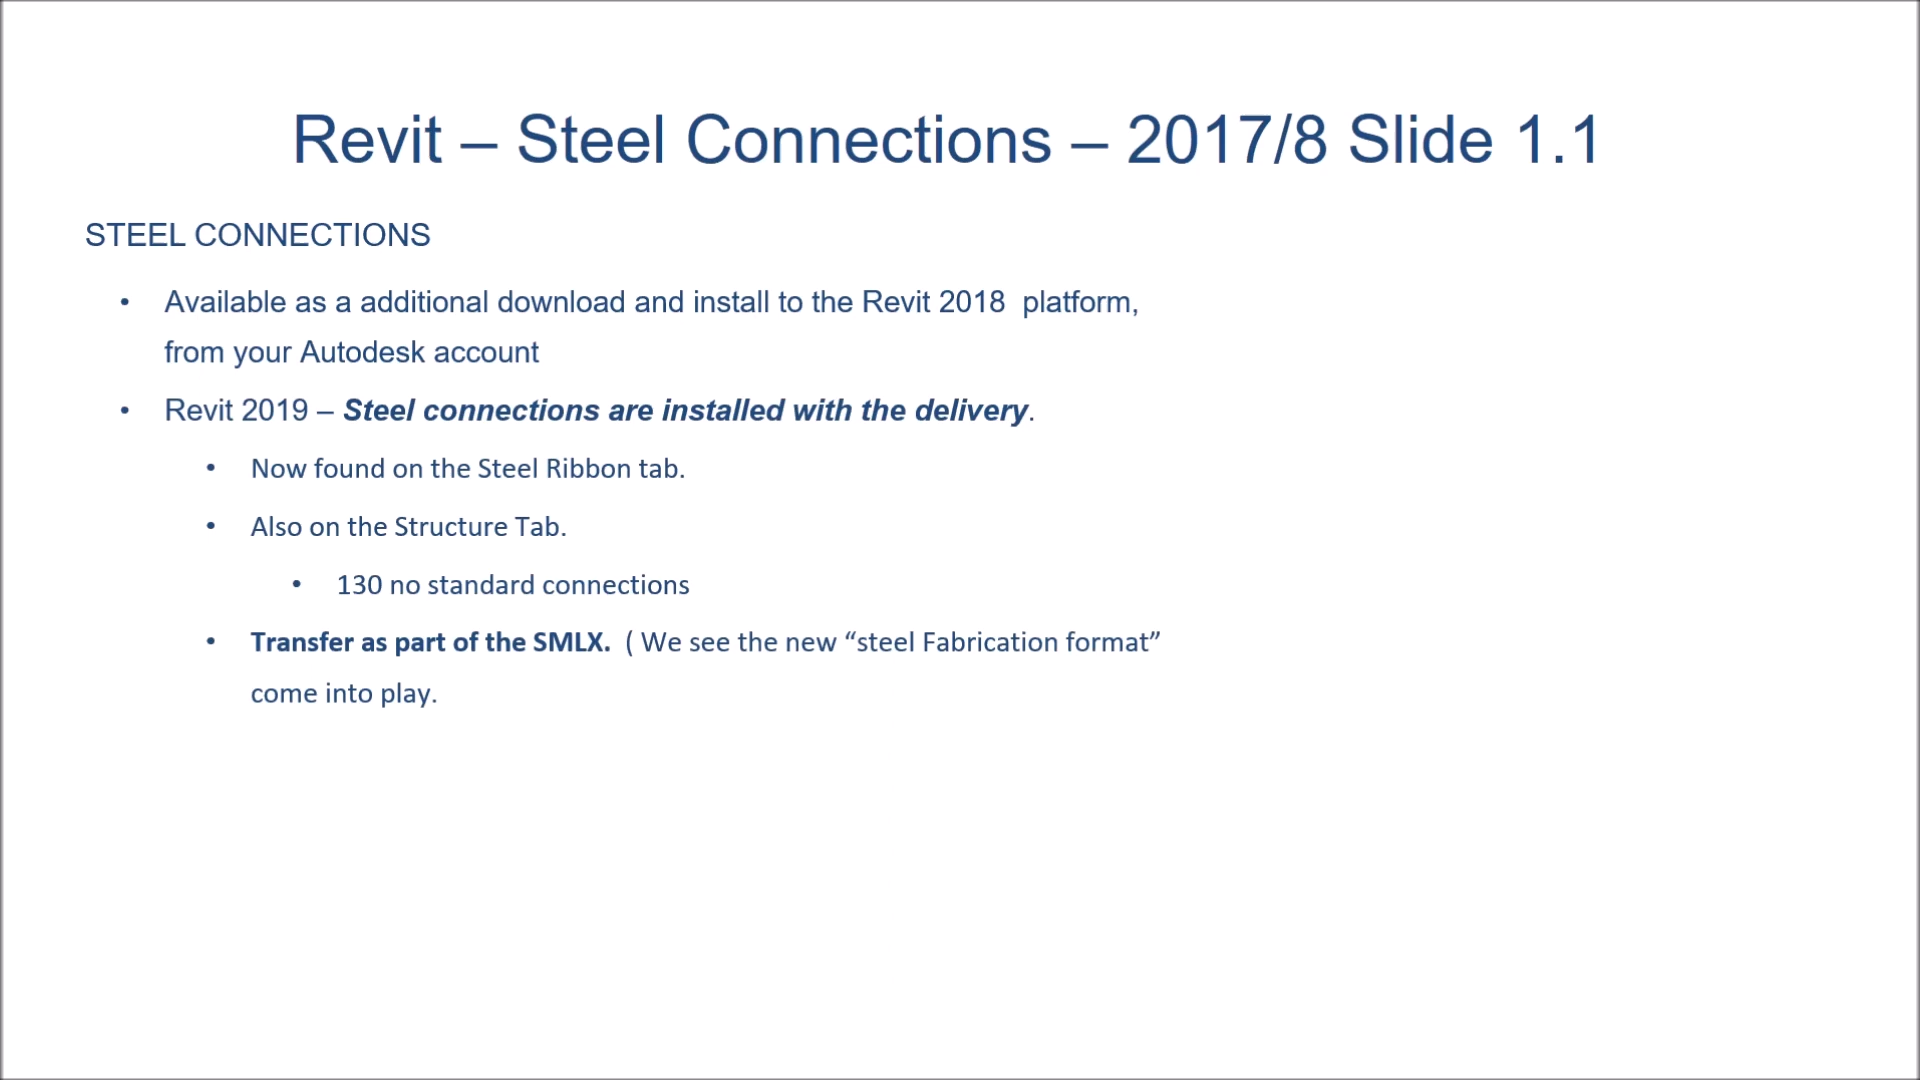 Revit – Steel Connections – 2017/8 Slide 1.1
STEEL CONNECTIONS
• Available as a additional download and install to the Revit 2018  platform,
from your Autodesk account
• Revit 2019 – Steel connections are installed with the delivery.
• Now found on the Steel Ribbon tab.
• Also on the Structure Tab.
• 130 no standard connections
• Transfer as part of the SMLX.  ( We see the new “steel Fabrication format”
come into play.